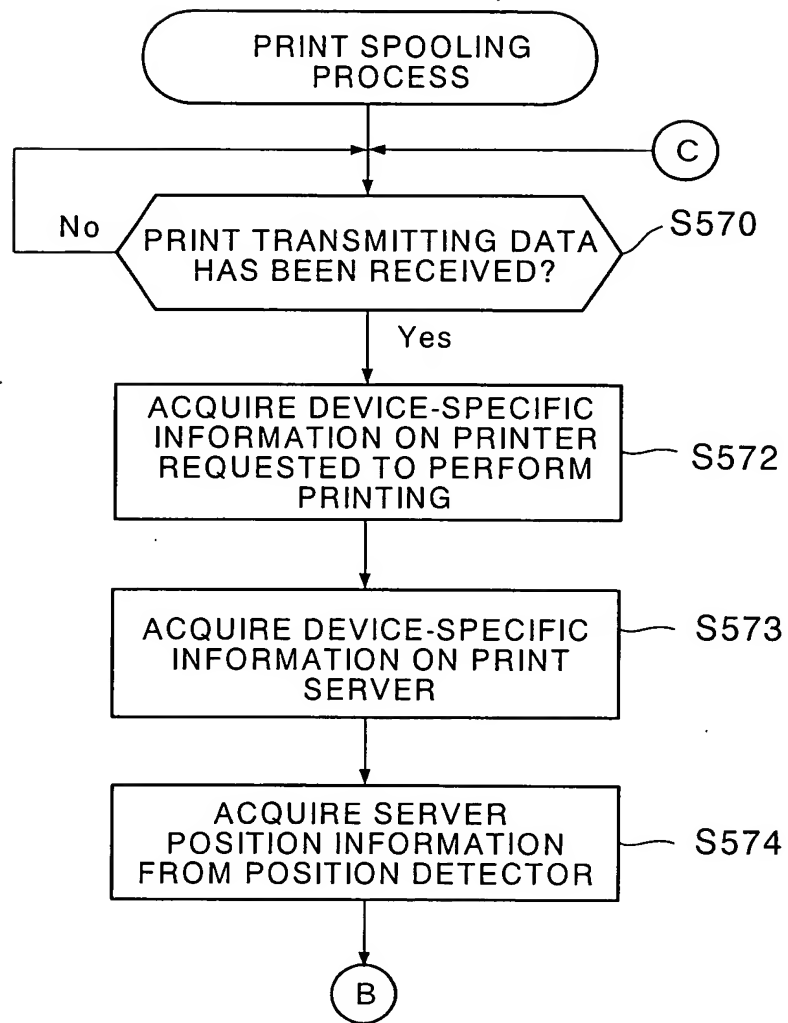 PRINT SPOOLING
PROCESS
C
No
PRINT TRANSMITTING DATA
HAS BEEN RECEIVED?
S570
Yes
ACQUIRE DEVICE-SPECIFIC
INFORMATION ON PRINTER
REQUESTED TO PERFORM
PRINTING
S572
ACQUIRE DEVICE-SPECIFIC
INFORMATION ON PRINT
SERVER
S573
ACQUIRE SERVER
POSITION INFORMATION
FROM POSITION DETECTOR
S574
B